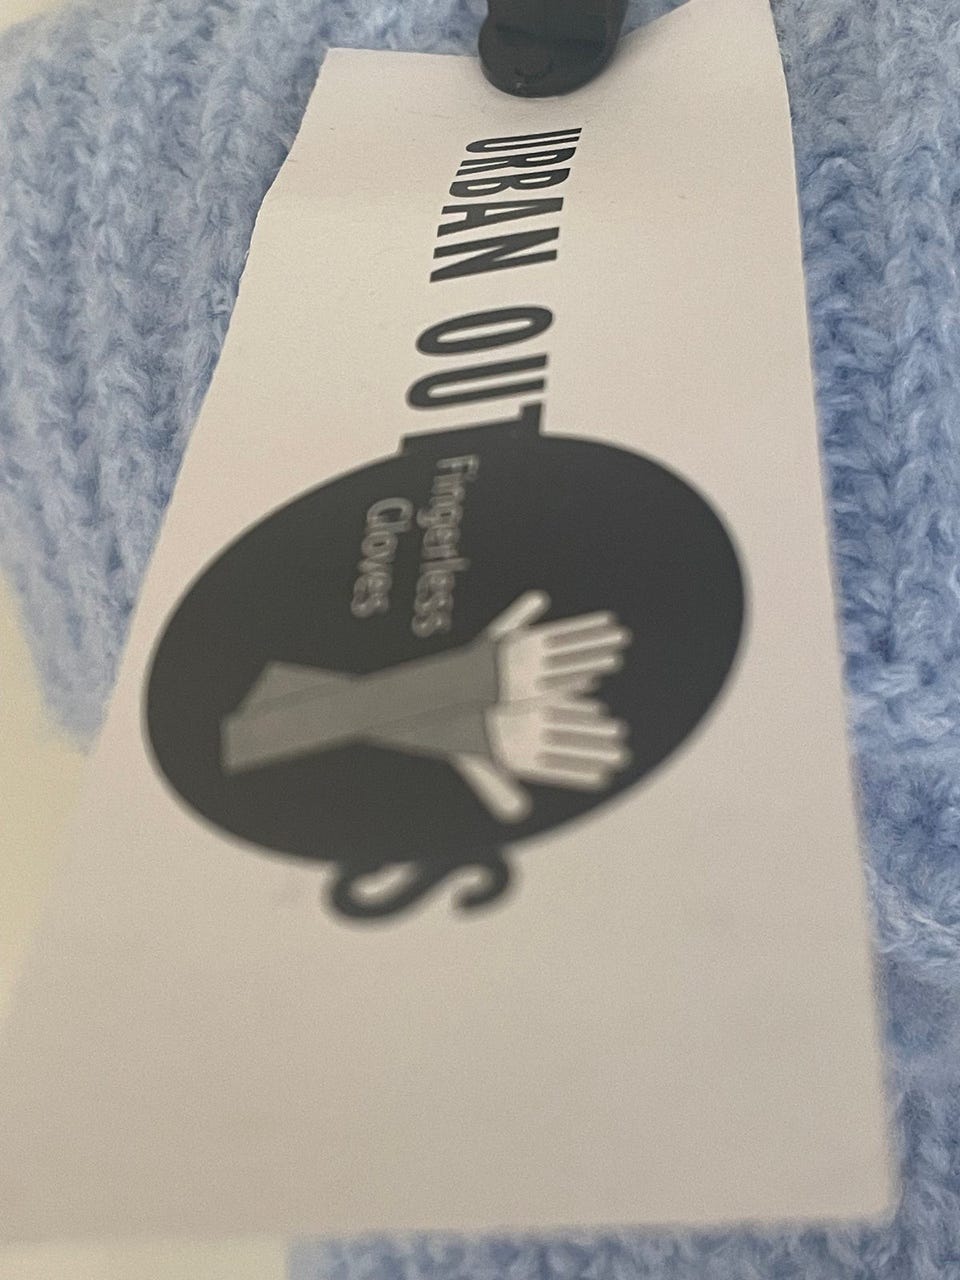 URBAN OUT
Fingerless
Gloves
S